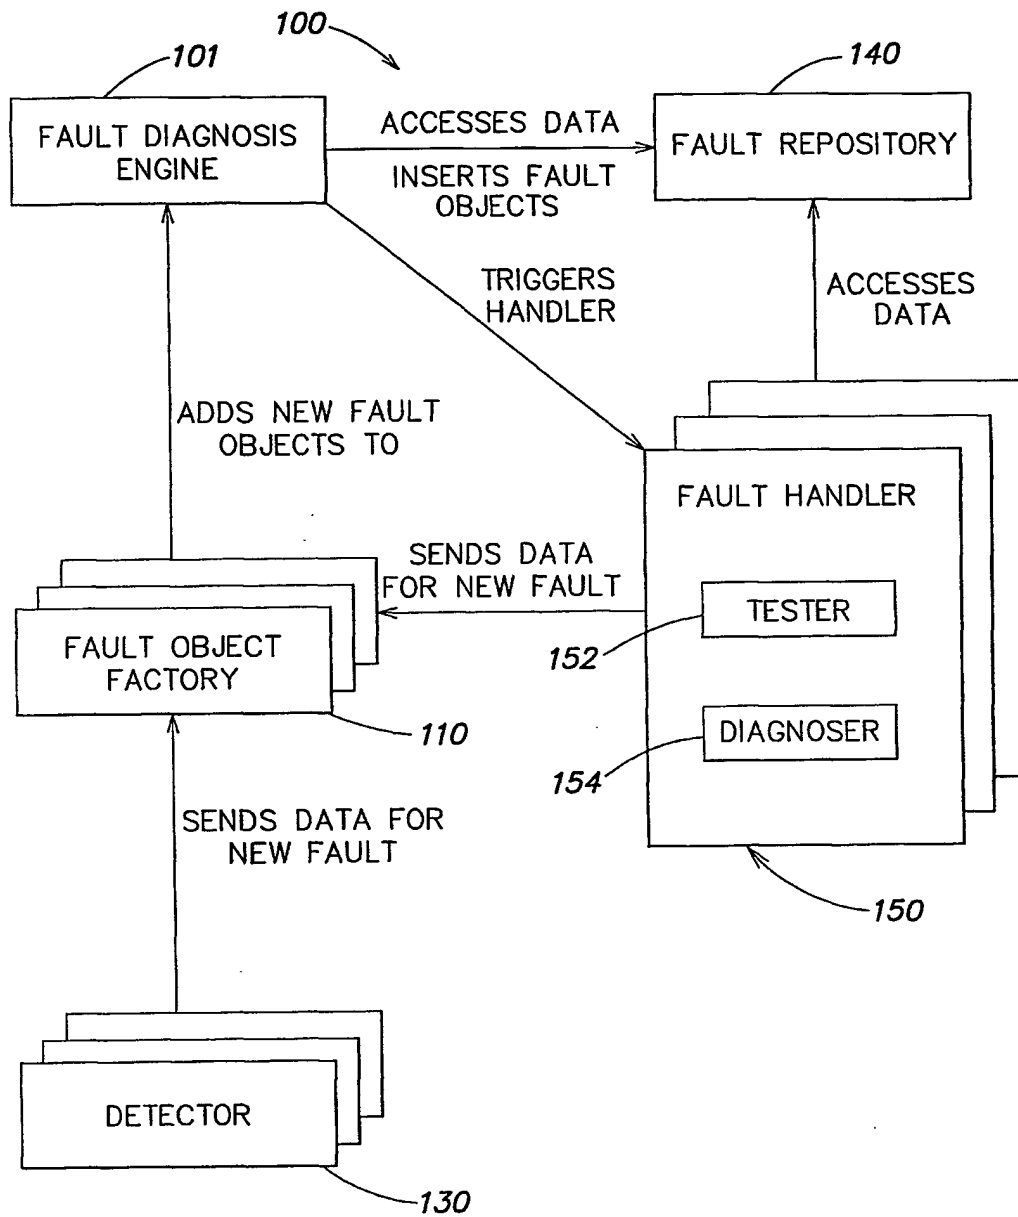 100
101
140
FAULT DIAGNOSIS
ENGINE
ACCESSES DATA
INSERTS FAULT
OBJECTS
FAULT REPOSITORY
TRIGGERS
HANDLER
ACCESSES
DATA
ADDS NEW FAULT
OBJECTS TO
FAULT HANDLER
SENDS DATA
FOR NEW FAULT
TESTER
152
FAULT OBJECT
FACTORY
110
DIAGNOSER
154
SENDS DATA FOR
NEW FAULT
150
DETECTOR
130